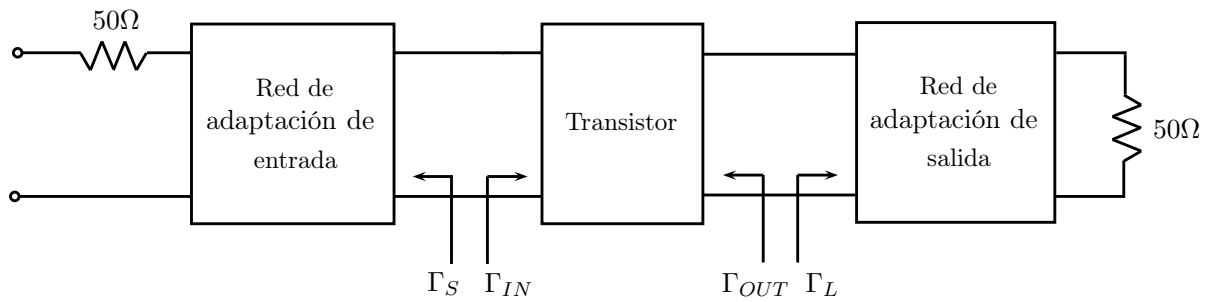 50Ω
Red de
adaptación de
entrada
Transistor
Red de
adaptación de
salida
50Ω
Γ_S
Γ_IN
Γ_OUT
Γ_L